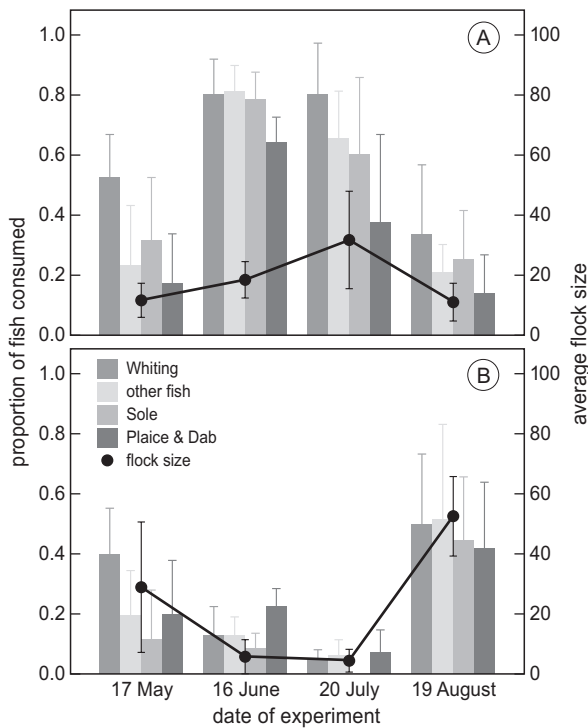 A
1.0
0.8
0.6
0.4
0.2
0.0
100
80
60
40
20
0
proportion of fish consumed
average flock size
B
1.0
0.8
0.6
0.4
0.2
0.0
Whiting
other fish
Sole
Plaice & Dab
flock size
100
80
60
40
20
0
17 May 16 June 20 July 19 August
date of experiment